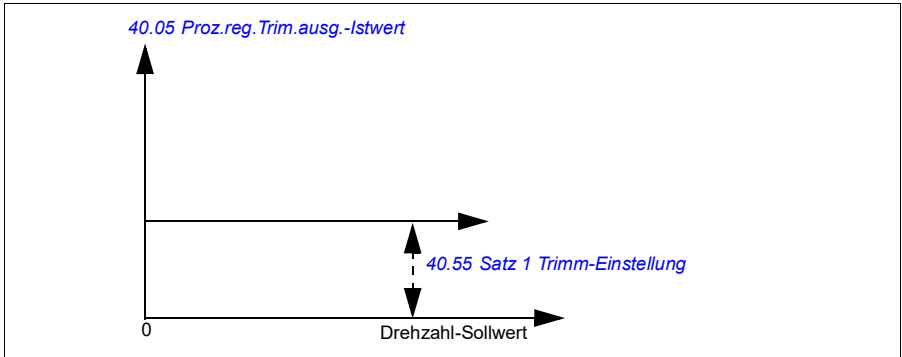 40.05 Proz.reg.Trim.ausg.-Istwert
40.55 Satz 1 Trimm-Einstellung
0
Drehzahl-Sollwert